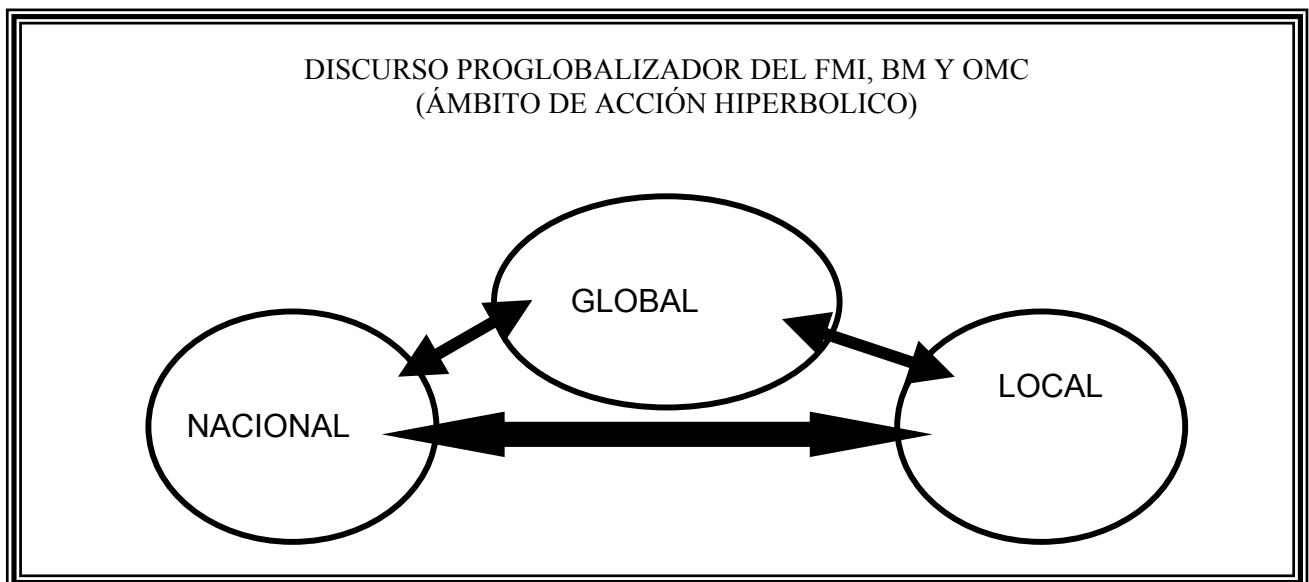 DISCURSO PROGLOBALIZADOR DEL FMI, BM Y OMC
(ÁMBITO DE ACCIÓN HIPERBOLICO)
GLOBAL
LOCAL
NACIONAL